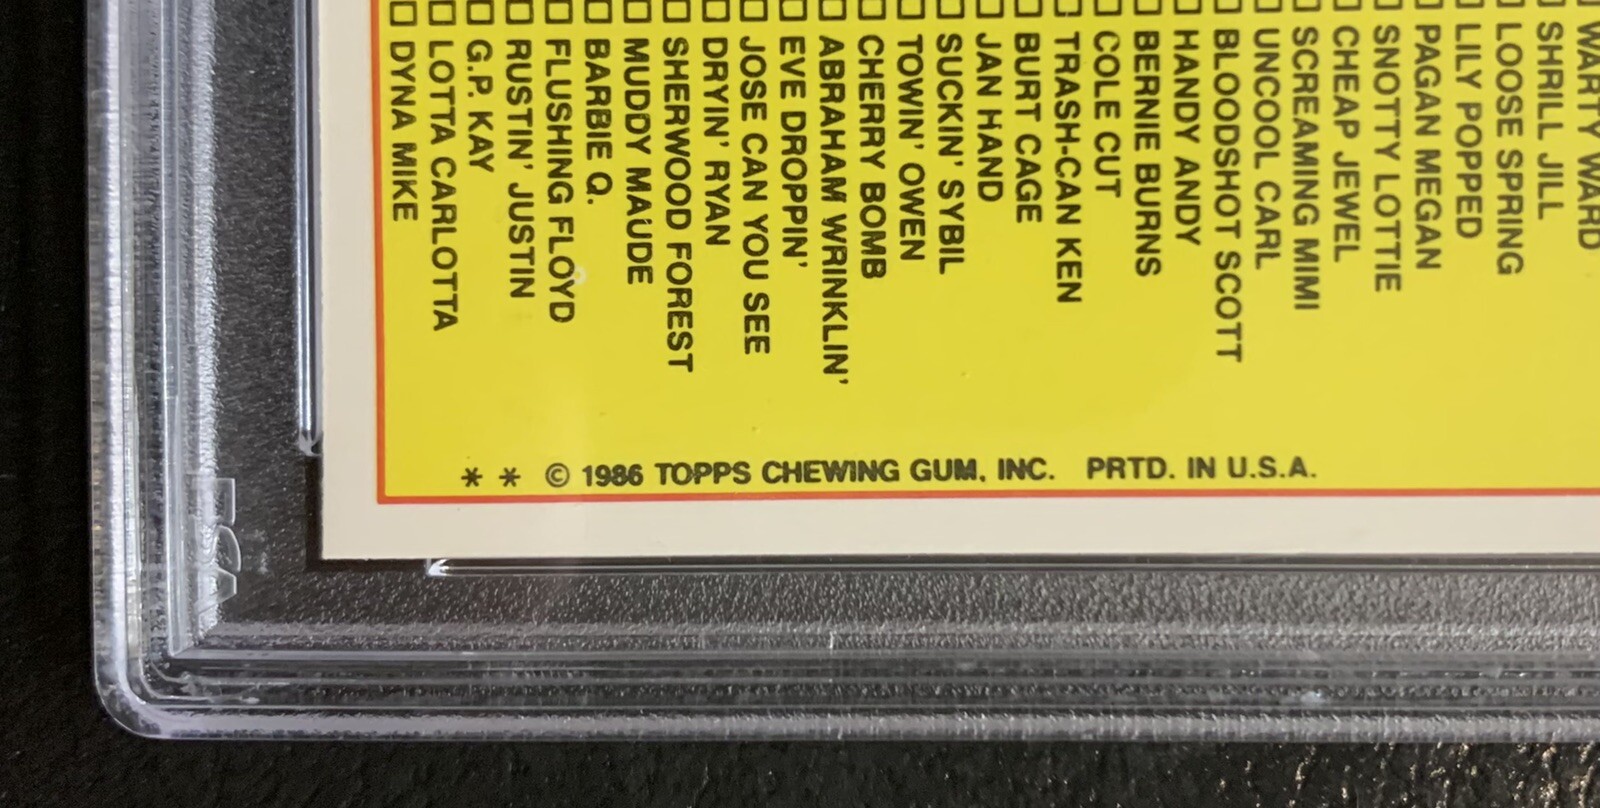 WARTY WARD
SHRILL JILL
LOOSE SPRING
LILY POPPED
PAGAN MEGAN
SNOTTY LOTTIE
CHEAP JEWEL
SCREAMING MIMI
UNCOOL CARL
BLOODSHOT SCOTT
HANDY ANDY
BERNIE BURNS
COLE CUT
TRASH-CAN KEN
BURT CAGE
JAN HAND
SUCKIN' SYBIL
TOWIN' OWEN
CHERRY BOMB
ABRAHAM WRINKLIN'
EVE DROPPIN'
JOSE CAN YOU SEE
DRYIN' RYAN
SHERWOOD FOREST
MUDDY MAUDE
BARBIE Q.
FLUSHING FLOYD
RUSTIN' JUSTIN
G.P. KAY
LOTTA CARLOTTA
DYNA MIKE
** © 1986 TOPPS CHEWING GUM, INC. PRTD. IN U.S.A.
PSA